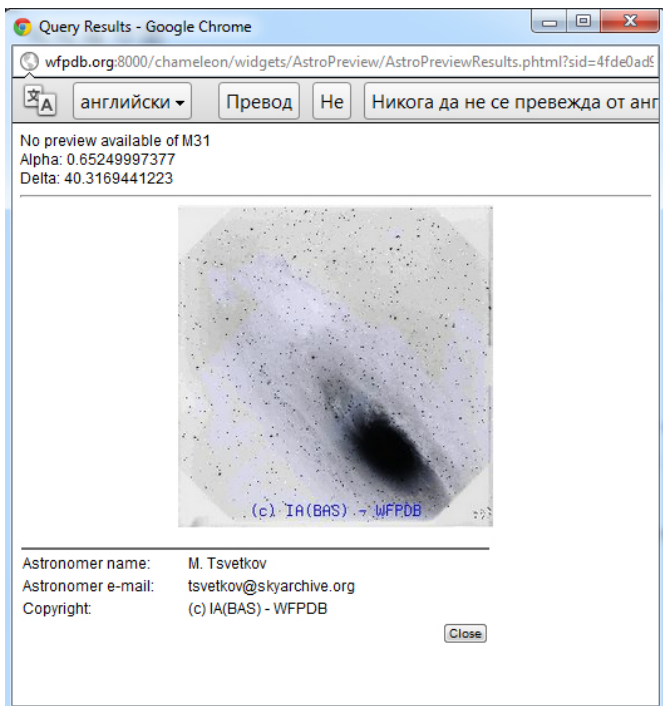 Query Results - Google Chrome
wfpdb.org:8000/chameleon/widgets/AstroPreview/AstroPreviewResults.phtml?sid=4fde0ad9
английски Превод Не Никога да не се превежда от анг
No preview available of M31
Alpha: 0.65249997377
Delta: 40.3169441223
(c) IA(BAS) - WFPDB
Astronomer name: M. Tsvetkov
Astronomer e-mail: tsvetkov@skyarchive.org
Copyright: (c) IA(BAS) - WFPDB
Close